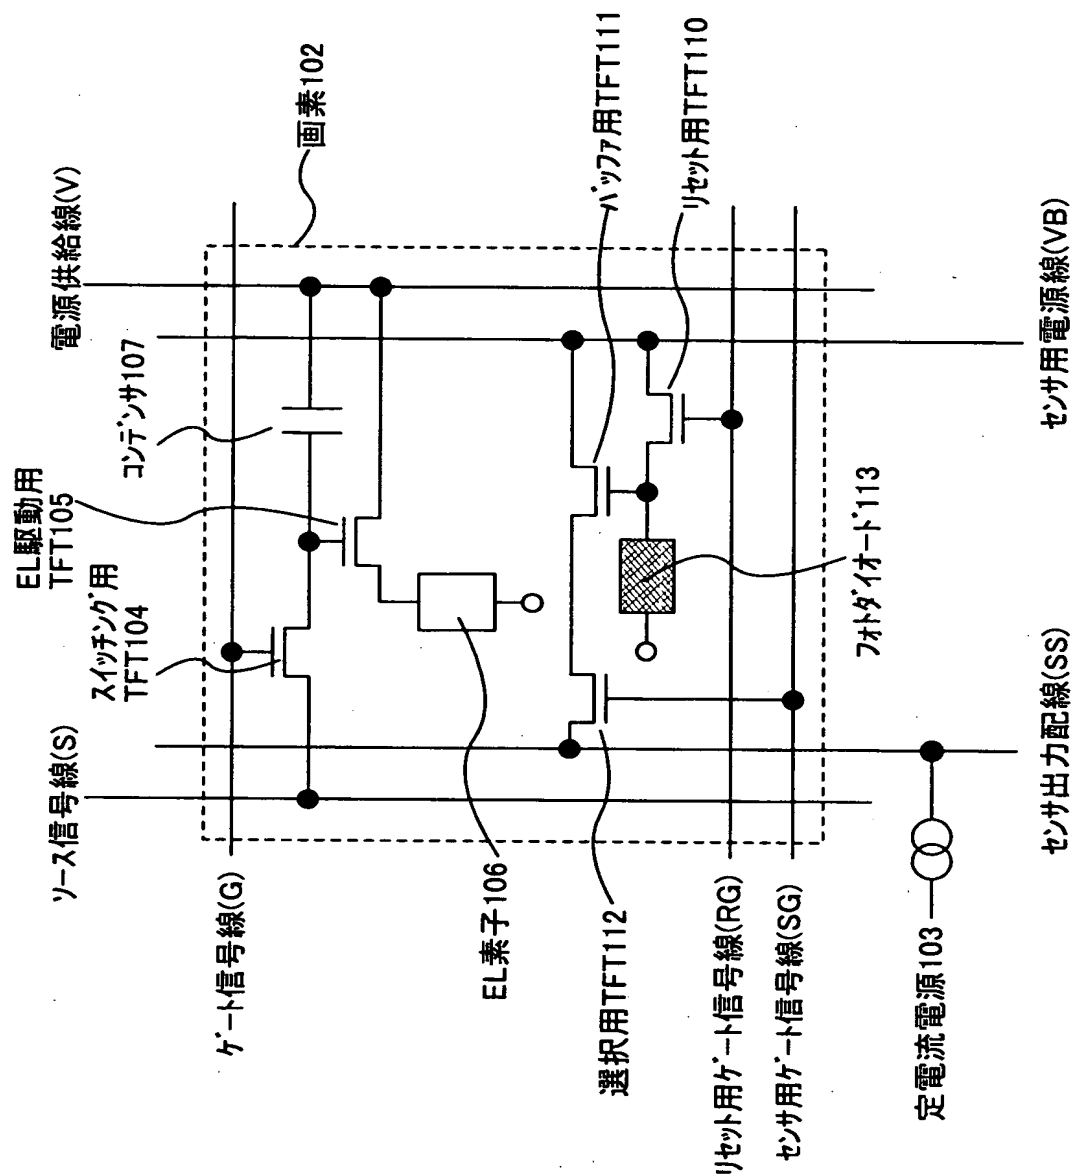 ソース信号線(S)
電源供給線(V)
ゲート信号線(G)
画素102
コンデンサ107
EL駆動用
TFT105
スイッチング用
TFT104
バッファ用TFT111
リセット用TFT110
EL素子106
選択用TFT112
フォトダイオード113
リセット用ゲート信号線(RG)
センサ用ゲート信号線(SG)
定電流電源103
センサ出力配線(SS)
センサ用電源線(VB)